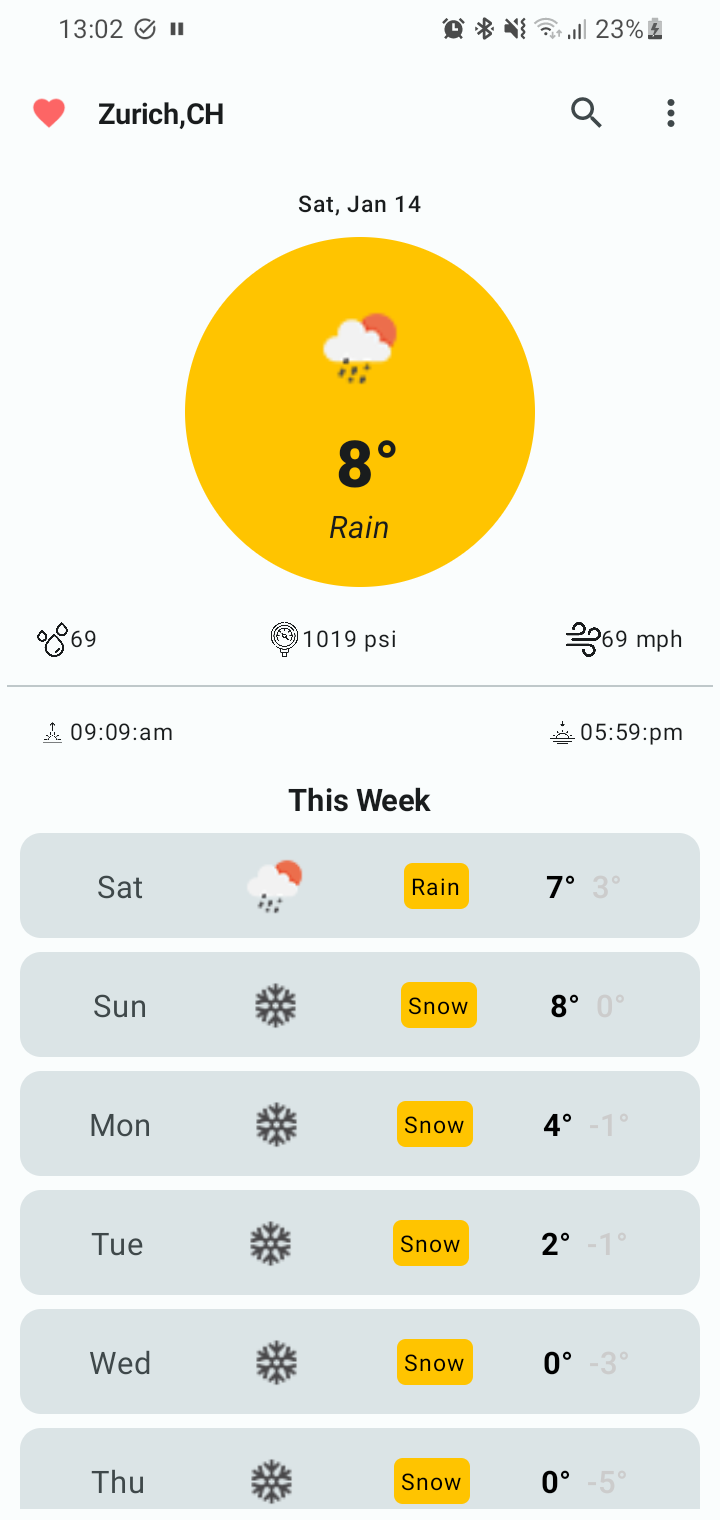 13:02 23%
Zurich,CH
Sat, Jan 14
8°
Rain
69 1019 psi 69 mph
09:09:am 05:59:pm
This Week
Sat Rain 7° 3°
Sun Snow 8° 0°
Mon Snow 4° -1°
Tue Snow 2° -1°
Wed Snow 0° -3°
Thu Snow 0° -5°